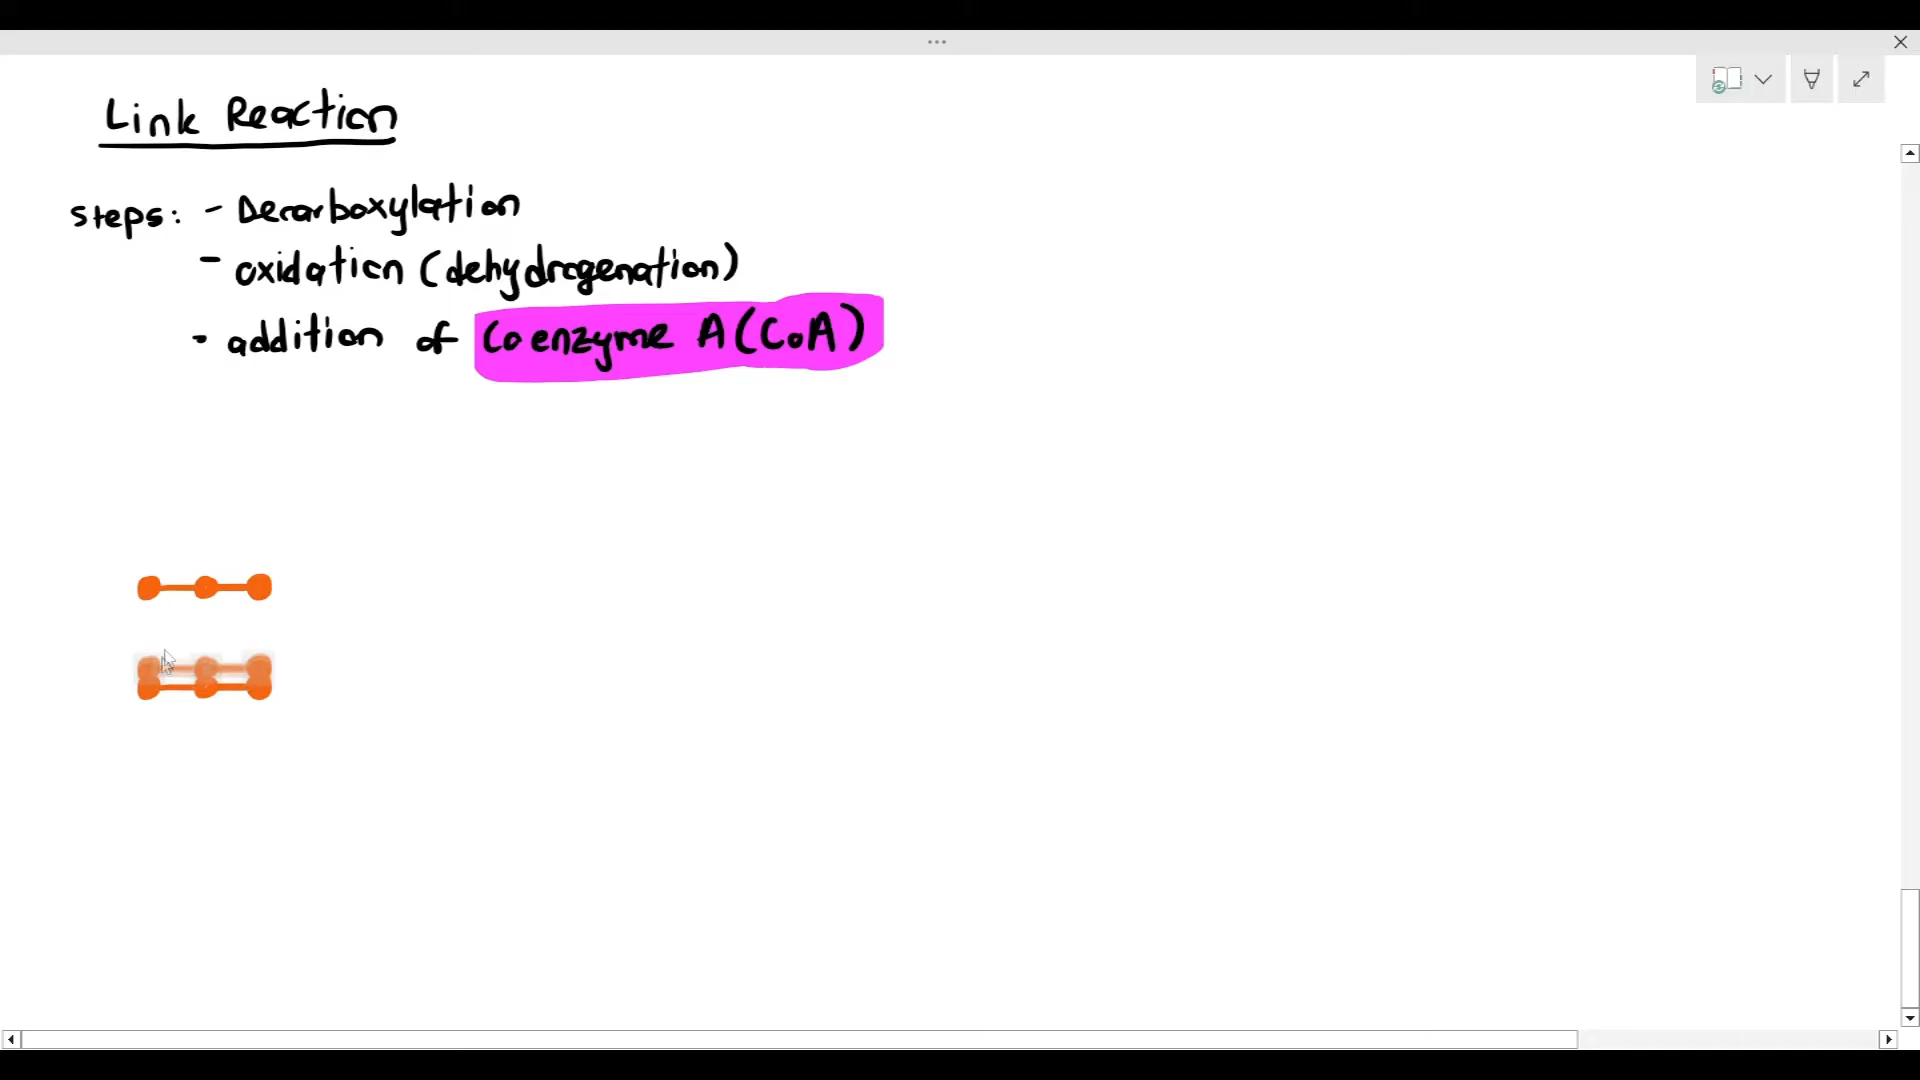 Link Reaction
steps: - Decarboxylation
- oxidation (dehydrogenation)
- addition of Coenzyme A (CoA)